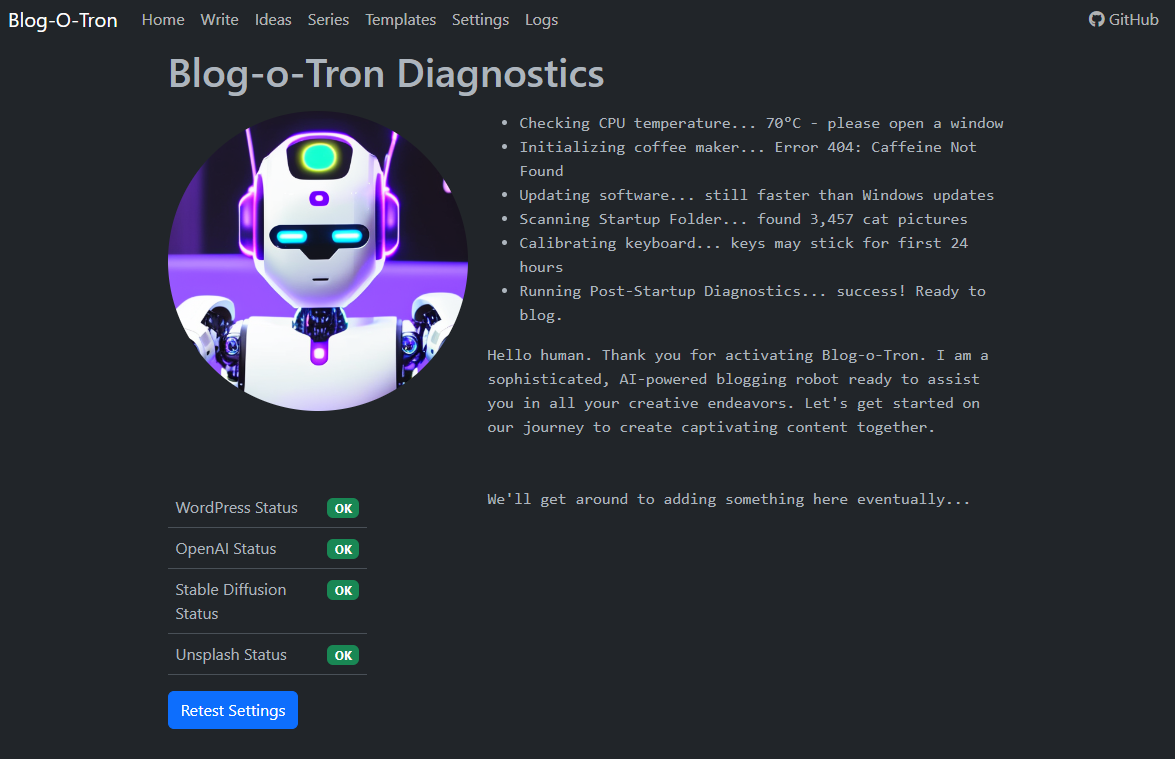 Blog-O-Tron Home Write Ideas Series Templates Settings Logs GitHub
Blog-o-Tron Diagnostics
Checking CPU temperature... 70°C - please open a window
Initializing coffee maker... Error 404: Caffeine Not
Found
Updating software... still faster than Windows updates
Scanning Startup Folder... found 3,457 cat pictures
Calibrating keyboard... keys may stick for first 24
hours
Running Post-Startup Diagnostics... success! Ready to
blog.
Hello human. Thank you for activating Blog-o-Tron. I am a
sophisticated, AI-powered blogging robot ready to assist
you in all your creative endeavors. Let's get started on
our journey to create captivating content together.
WordPress Status OK
OpenAI Status OK
Stable Diffusion OK
Status
Unsplash Status OK
Retest Settings
We'll get around to adding something here eventually...